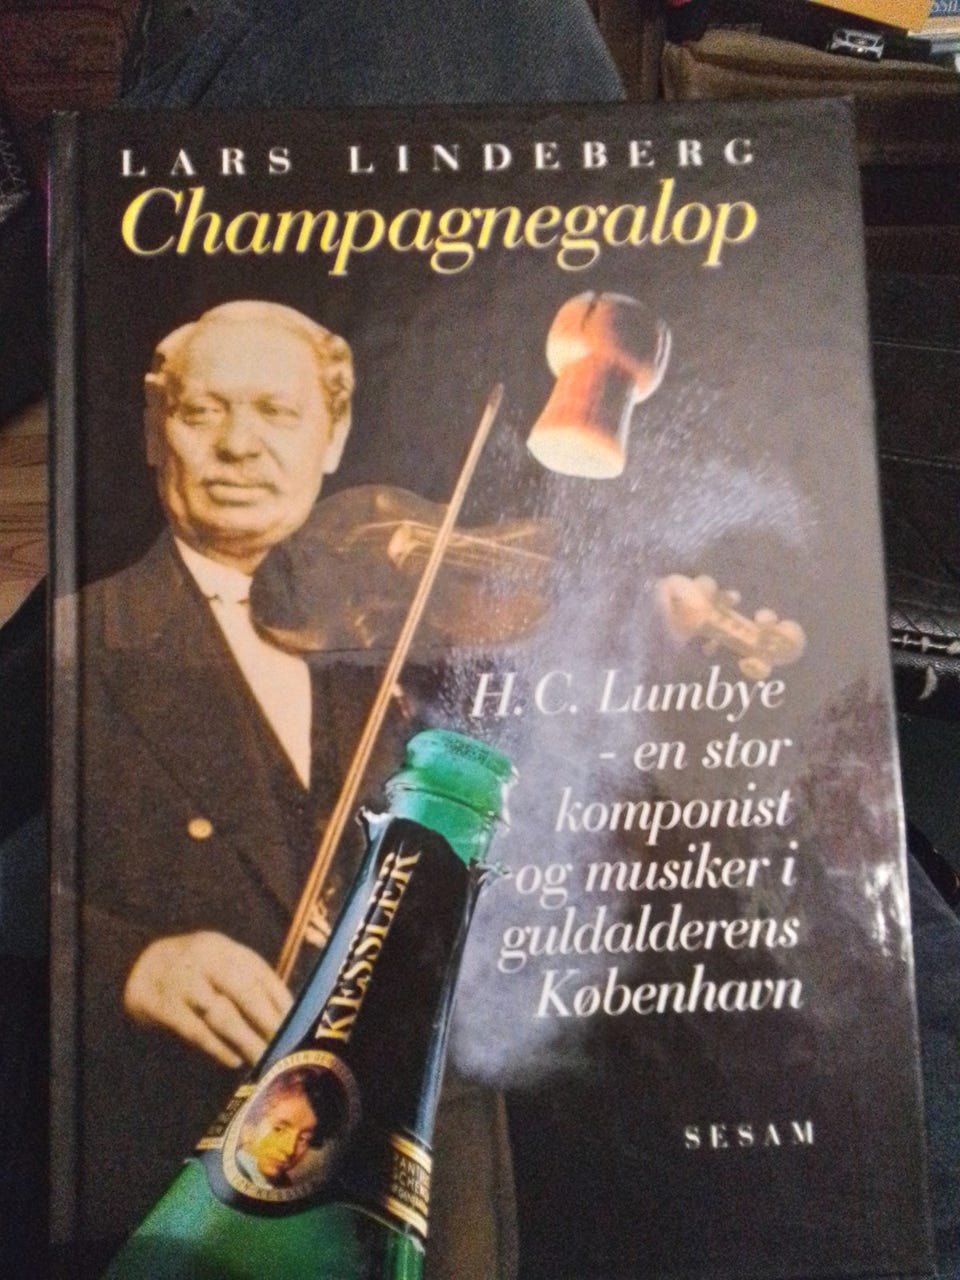 LARS LINDEBERG
Champagnegalop
H.C. Lumbye
- en stor
komponist
og musiker i
guldalderens
København
KESSLER
SESAM